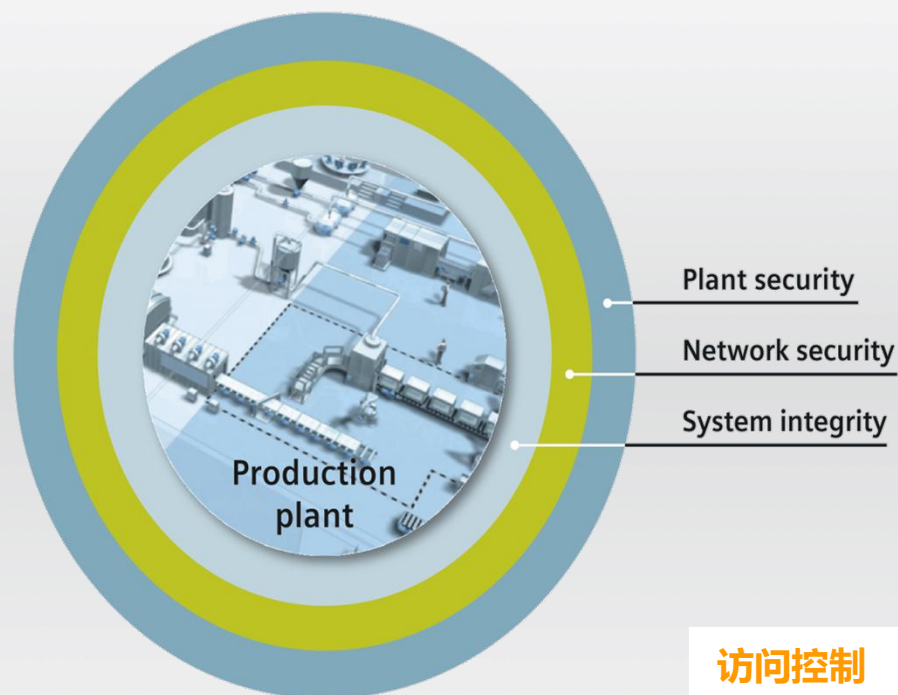 Plant security
Network security
System integrity
Production
plant
访问控制